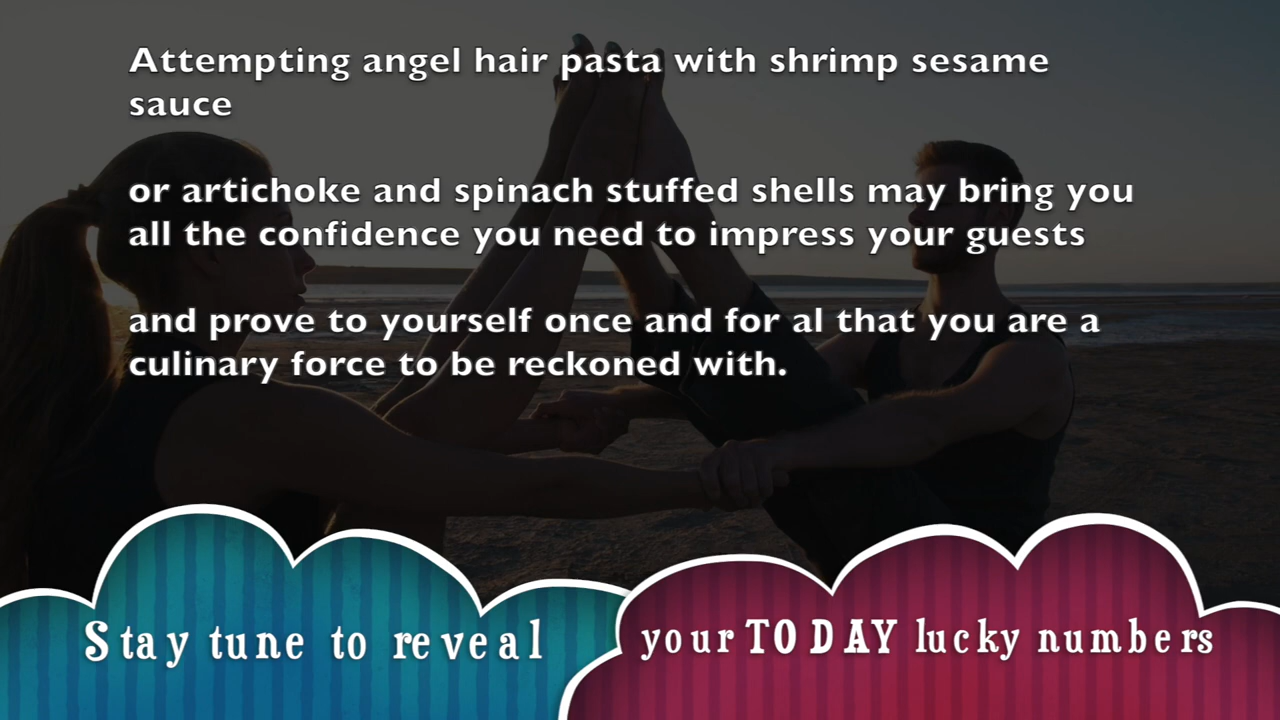 Attempting angel hair pasta with shrimp sesame
sauce
or artichoke and spinach stuffed shells may bring you
all the confidence you need to impress your guests
and prove to yourself once and for al that you are a
culinary force to be reckoned with.
Stay tune to reveal
your TODAY lucky numbers